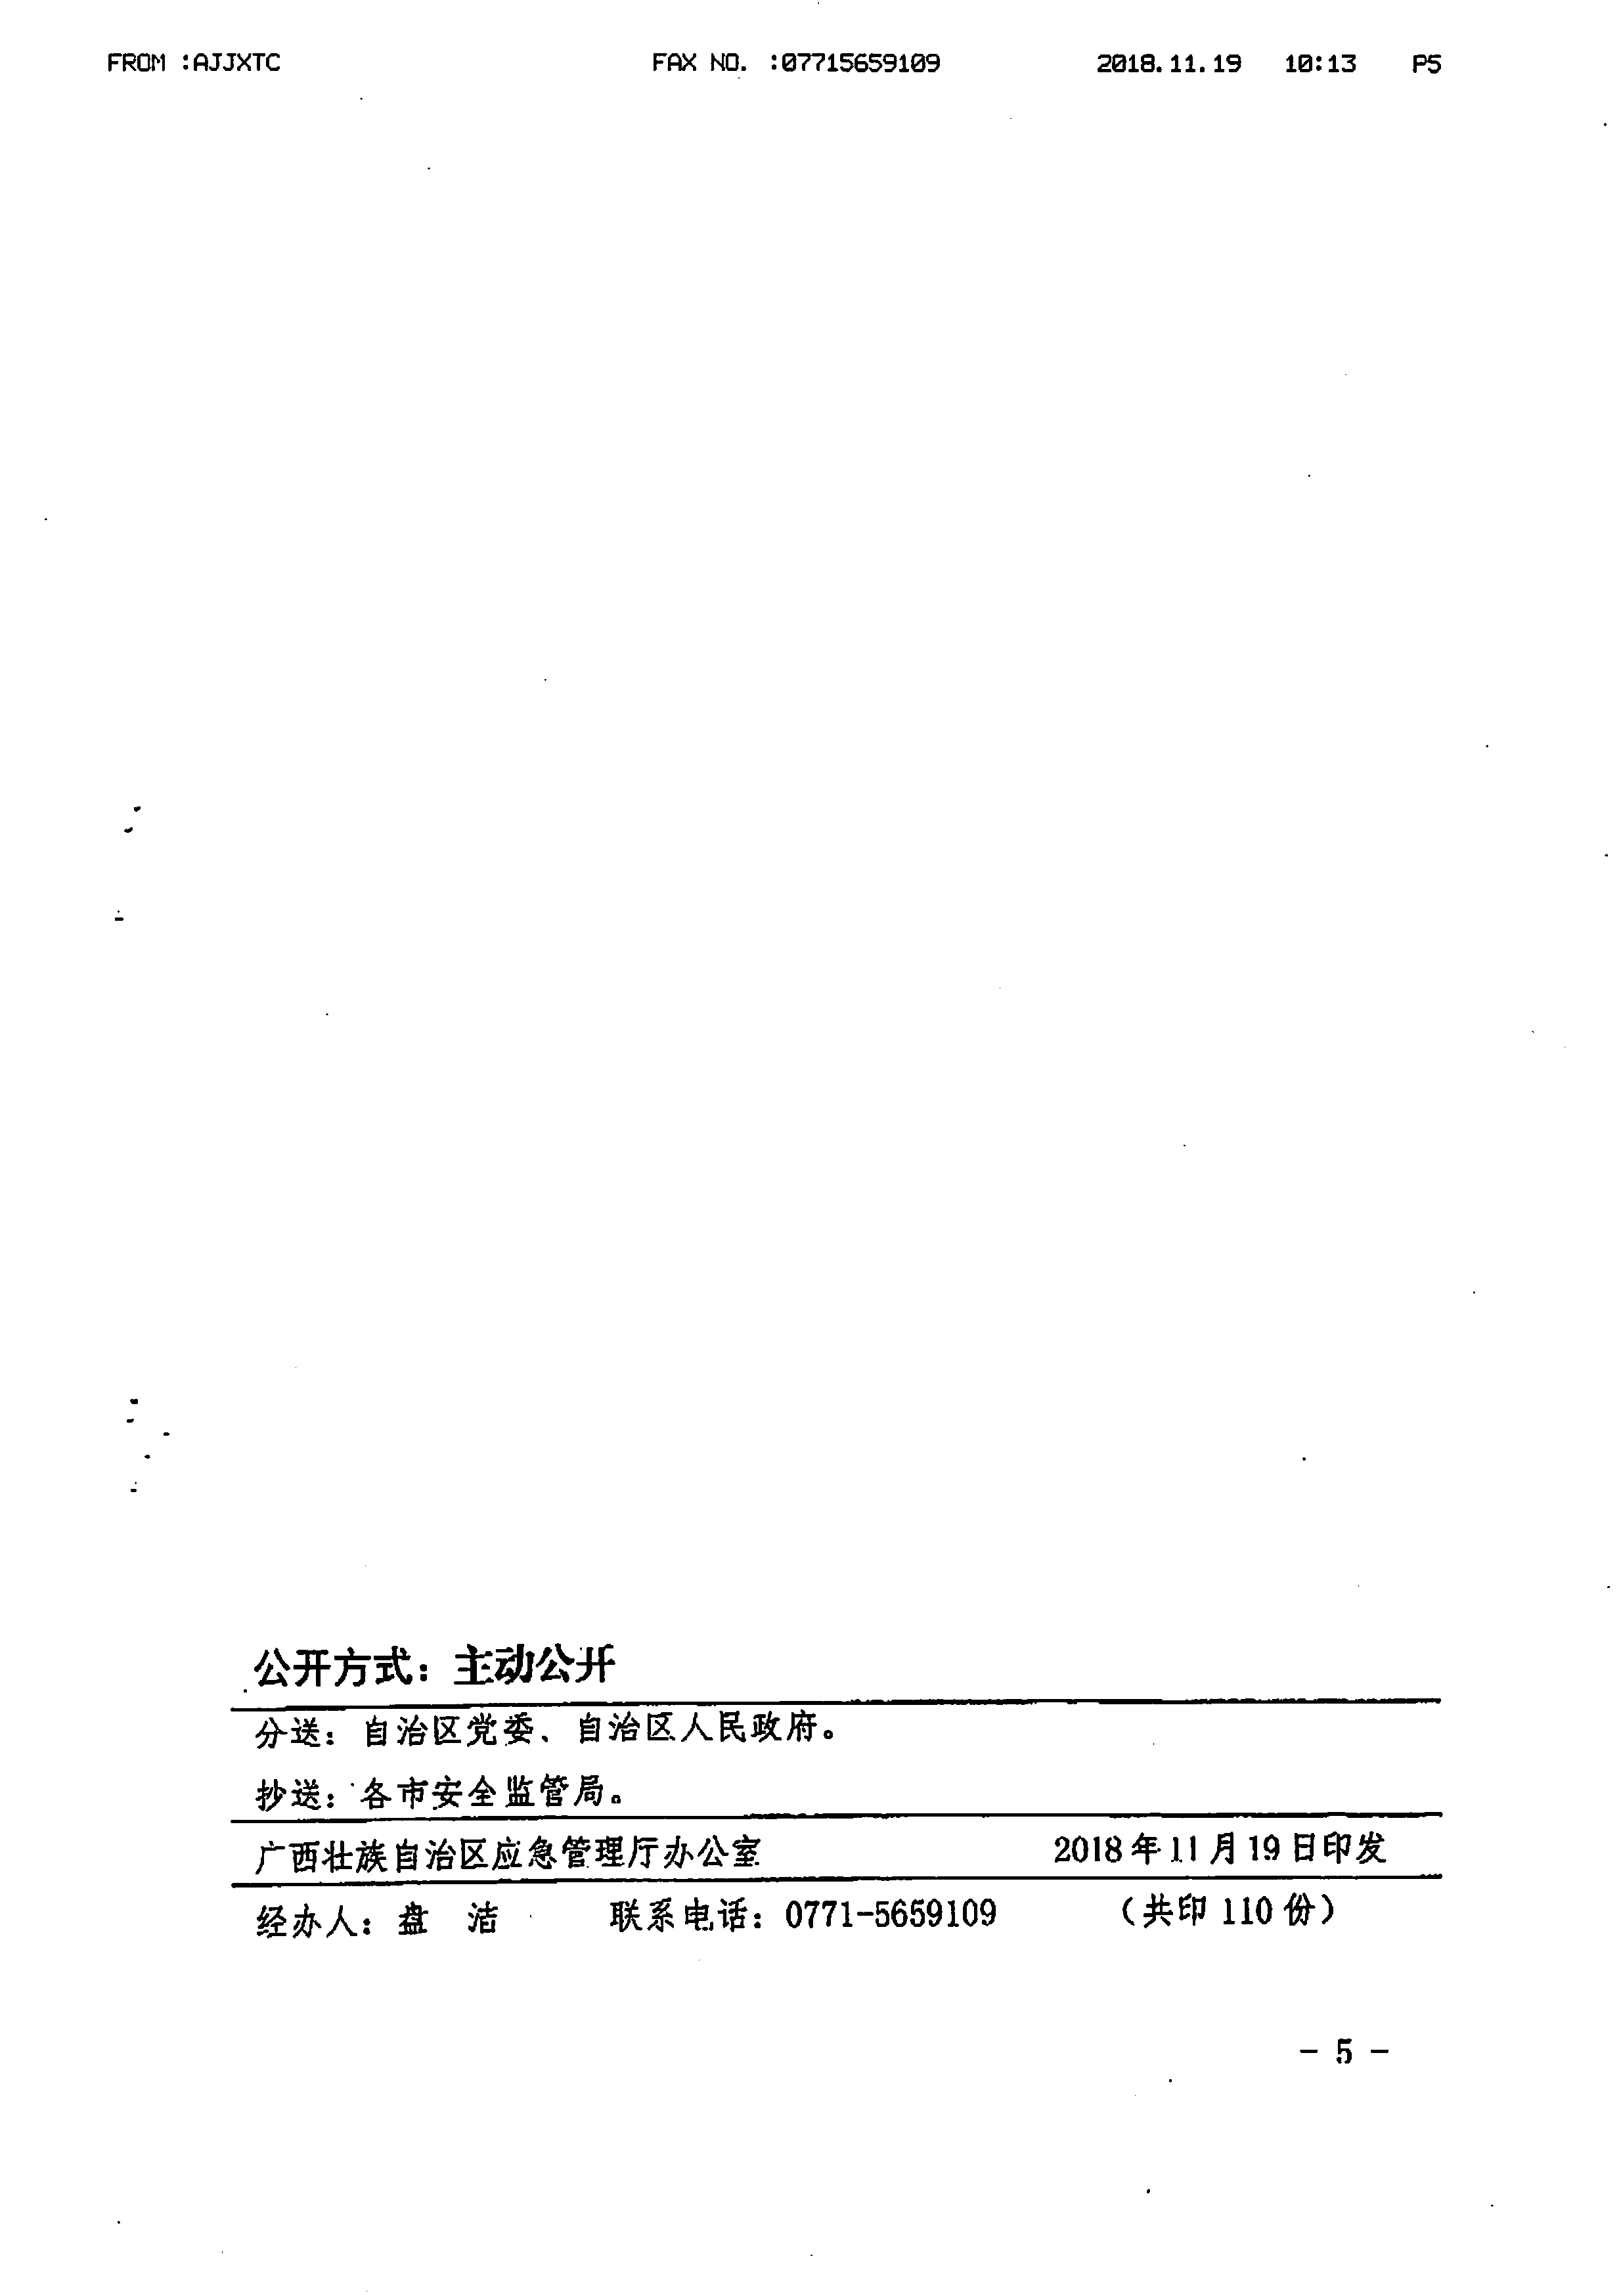 FROM :AJJXTC FAX NO. :07715659109 2018.11.19 10:13 P5
公开方式：主动公开
分送：自治区党委、自治区人民政府。
抄送：各市安全监管局。
广西壮族自治区应急管理厅办公室 2018年11月19日印发
经办人：盘 洁 联系电话：0771-5659109 （共印110份）
- 5 -